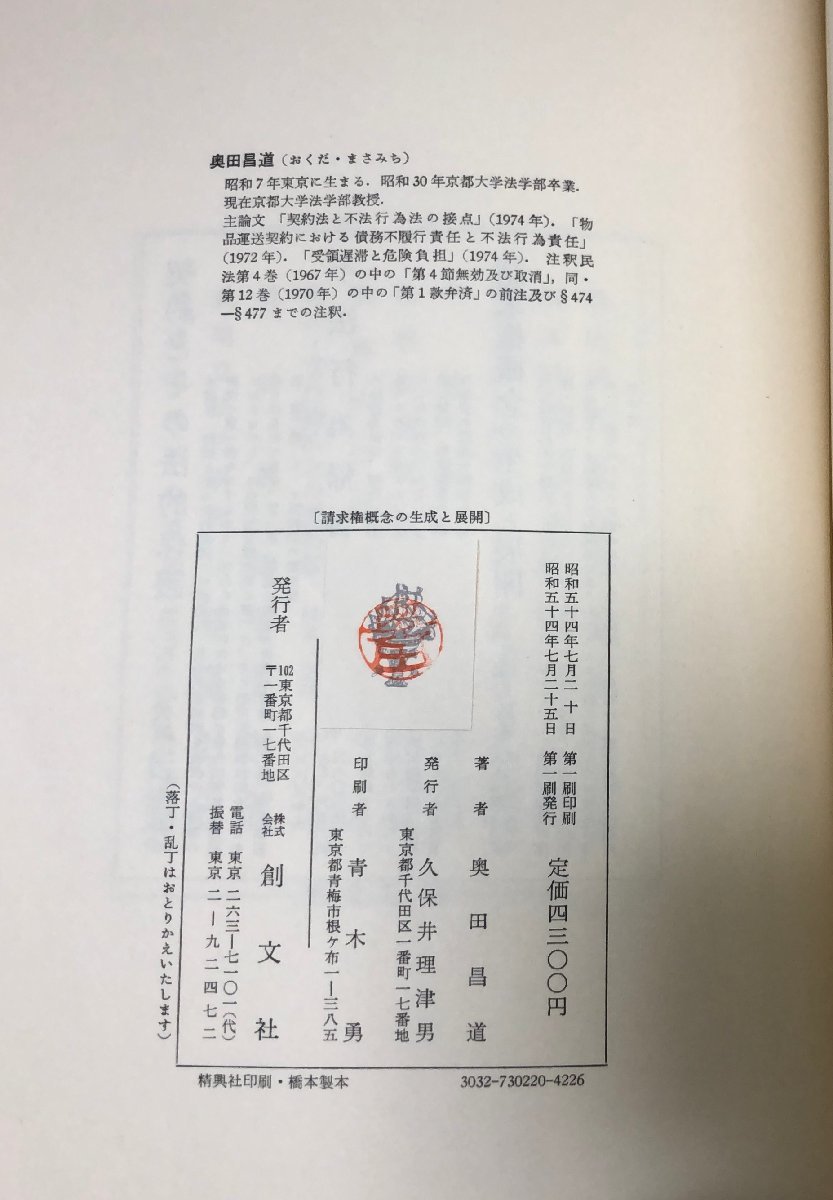 奥田昌道（おくだ・まさみち）
昭和7年東京に生まる．昭和30年京都大学法学部卒業．
現在京都大学法学部教授．
主論文 「契約法と不法行為法の接点」（1974年）．「物
品運送契約における債務不履行責任と不法行為責任」
（1972年）．「受領遅滞と危険負担」（1974年）． 注釈民
法第4巻（1967年）の中の「第4節無効及び取消」，同・
第12巻（1970年）の中の「第1款弁済」の前注及び§474
—§477までの注釈．
〔請求権概念の生成と展開〕
昭和五十四年七月二十日 第一刷印刷
昭和五十四年七月二十五日 第一刷発行
定価四三〇〇円
著者 奥田昌道
発行者 久保井理津男
東京都千代田区一番町一七番地
印刷者 青木勇
東京都青梅市根ケ布一ー三八五
発行者
〒102東京都千代田区
一番町一七番地
株式会社 創文社
電話 東京 二六三ー七一〇一（代）
振替 東京 二ー九二四七二
（落丁・乱丁はおとりかえいたします）
精興社印刷・橋本製本
3032-730220-4226